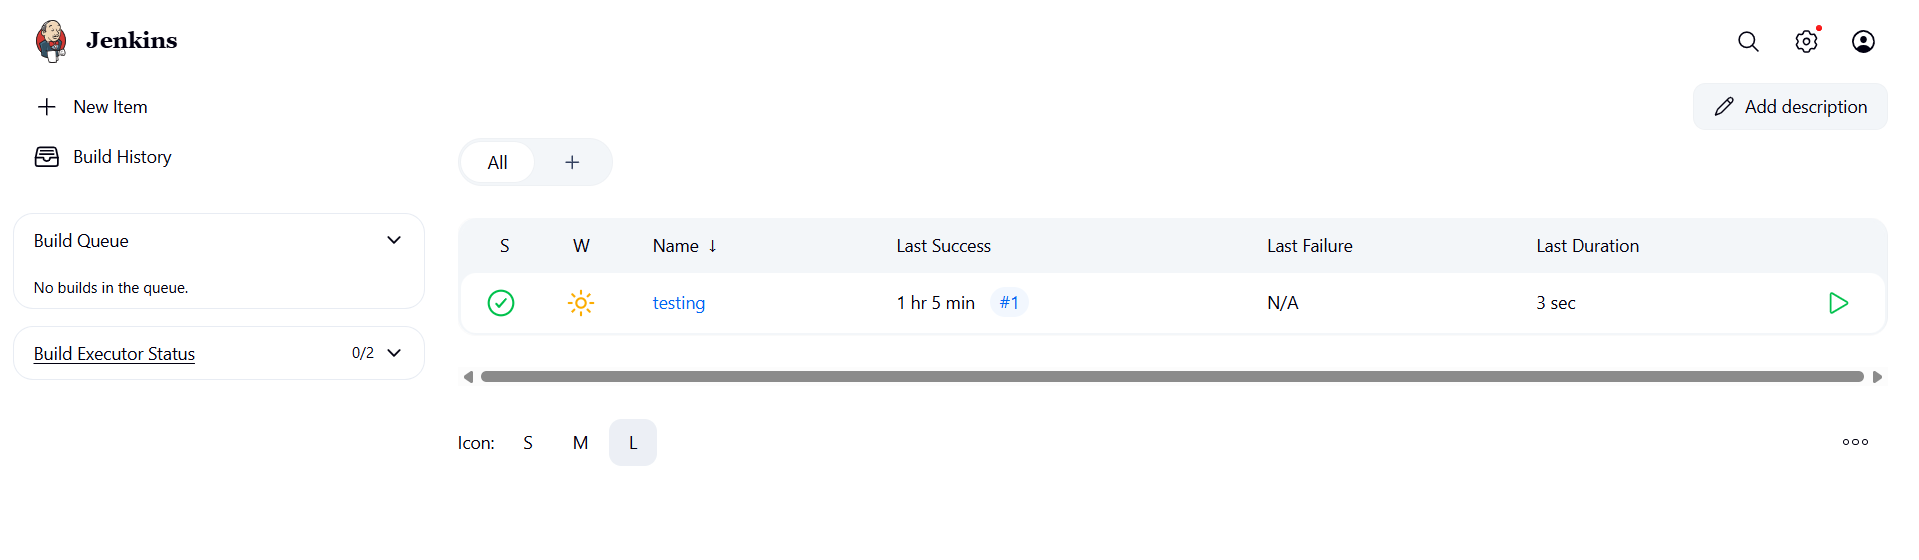 Jenkins
New Item
Add description
Build History
All
Build Queue
No builds in the queue.
Build Executor Status 0/2
S W Name ↓ Last Success Last Failure Last Duration
testing 1 hr 5 min #1 N/A 3 sec
Icon: S M L